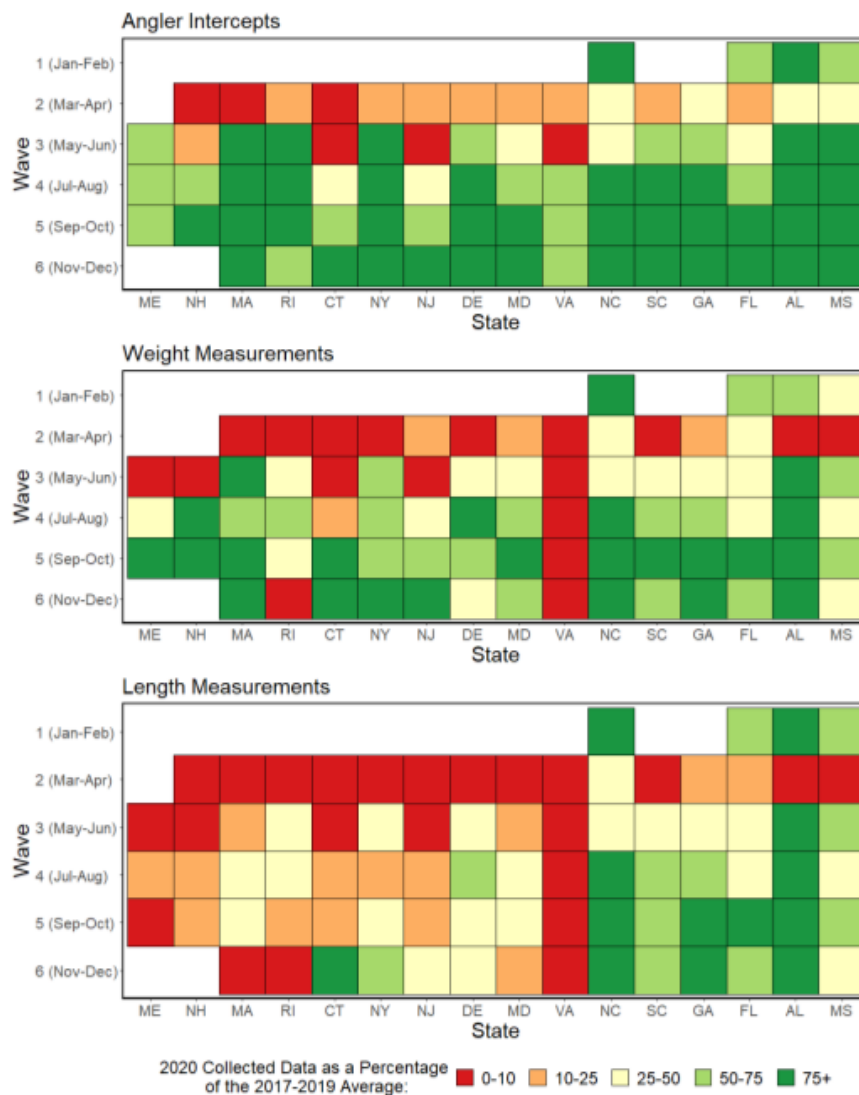 Angler Intercepts
Wave
1 (Jan-Feb)
2 (Mar-Apr)
3 (May-Jun)
4 (Jul-Aug)
5 (Sep-Oct)
6 (Nov-Dec)
ME NH MA RI CT NY NJ DE MD VA NC SC GA FL AL MS
State
Weight Measurements
Wave
1 (Jan-Feb)
2 (Mar-Apr)
3 (May-Jun)
4 (Jul-Aug)
5 (Sep-Oct)
6 (Nov-Dec)
ME NH MA RI CT NY NJ DE MD VA NC SC GA FL AL MS
State
Length Measurements
Wave
1 (Jan-Feb)
2 (Mar-Apr)
3 (May-Jun)
4 (Jul-Aug)
5 (Sep-Oct)
6 (Nov-Dec)
ME NH MA RI CT NY NJ DE MD VA NC SC GA FL AL MS
State
2020 Collected Data as a Percentage
of the 2017-2019 Average:
0-10 10-25 25-50 50-75 75+